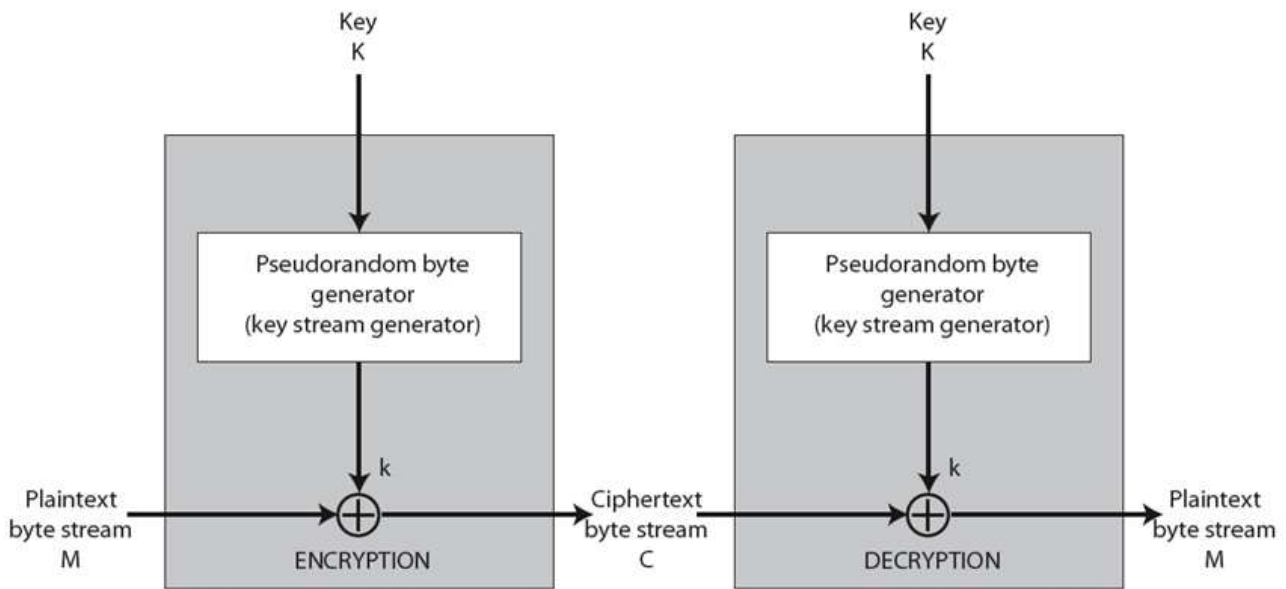 Key
K
Key
K
Pseudorandom byte
generator
(key stream generator)
Pseudorandom byte
generator
(key stream generator)
k
k
Plaintext
byte stream
M
ENCRYPTION
Ciphertext
byte stream
C
DECRYPTION
Plaintext
byte stream
M